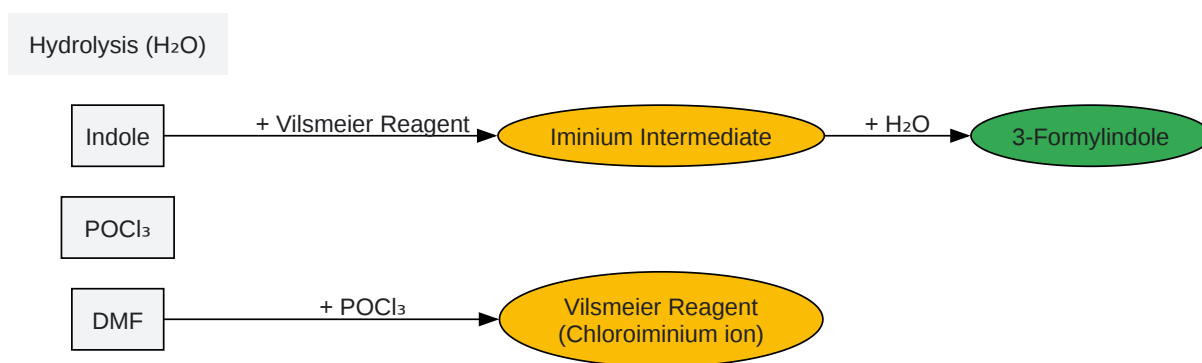 Hydrolysis (H₂O)
Indole
+ Vilsmeier Reagent
Iminium Intermediate
+ H₂O
3-Formylindole
POCl₃
DMF
+ POCl₃
Vilsmeier Reagent
(Chloroiminium ion)